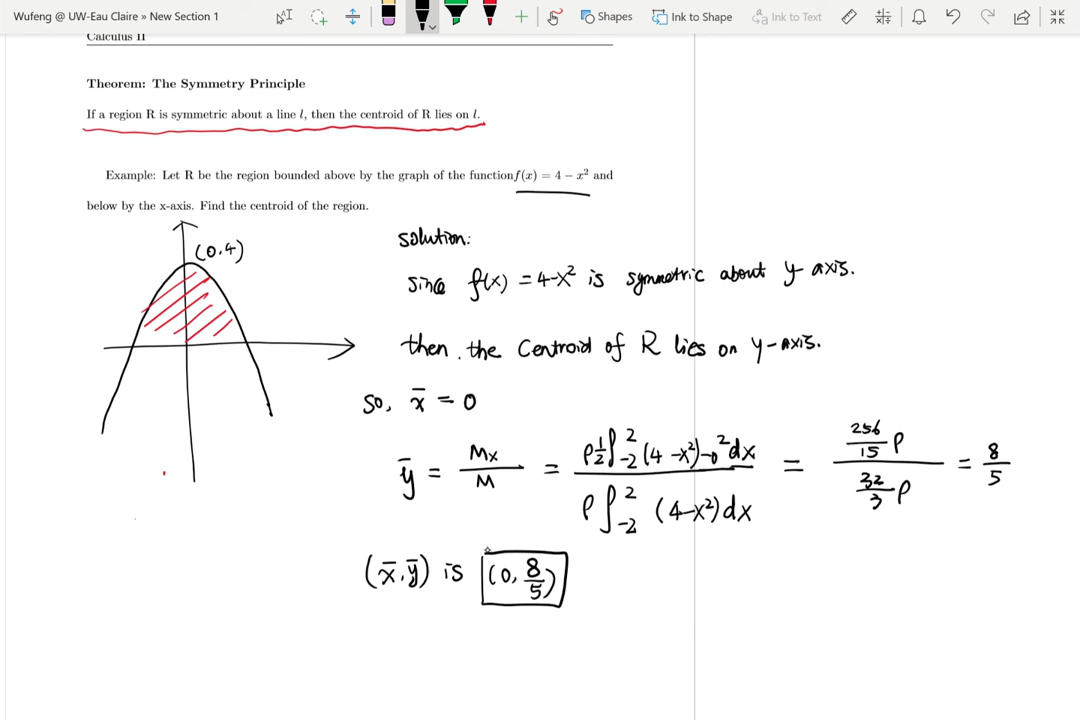 Wufeng @ UW-Eau Claire » New Section 1
Shapes
Ink to Shape
Ink to Text
Calculus II
Theorem: The Symmetry Principle
If a region R is symmetric about a line l, then the centroid of R lies on l.
Example: Let R be the region bounded above by the graph of the functionf(x) = 4 − x² and
below by the x-axis. Find the centroid of the region.
(0,4)
solution:
since f(x) = 4-x² is symmetric about y axis.
then, the centroid of R lies on y-axis.
so, x̄ = 0
ȳ = Mx/M = ρ½∫₋₂² (4-x²)²-0² dx / ρ∫₋₂² (4-x²)dx = 256/15 ρ / 32/3 ρ = 8/5
(x̄,ȳ) is (0, 8/5)